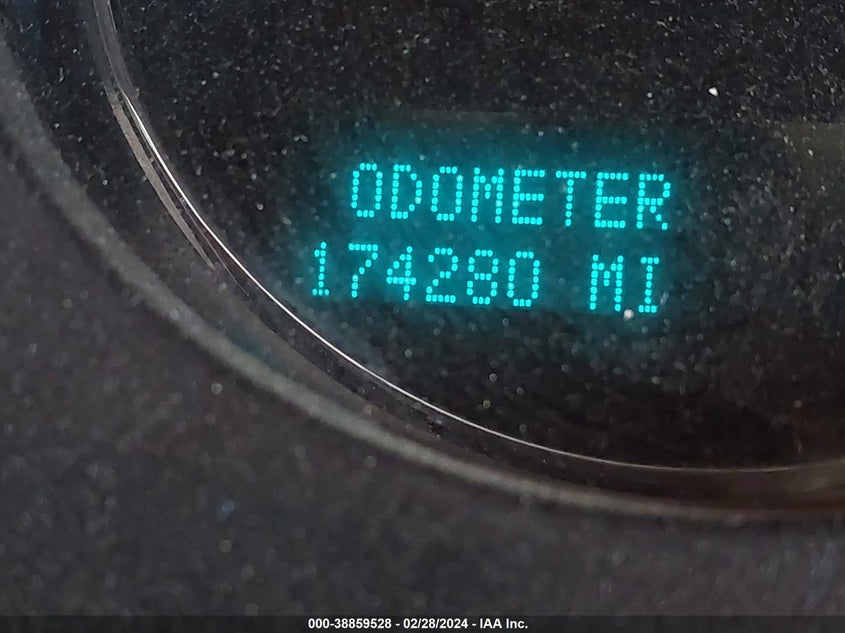 ODOMETER
174280 MI
000-38859528 - 02/28/2024 - IAA Inc.